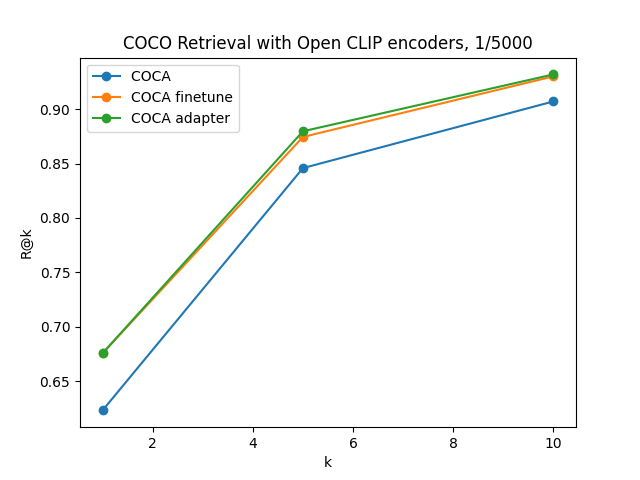 COCO Retrieval with Open CLIP encoders, 1/5000
COCA
COCA finetune
COCA adapter
R@k
0.90
0.85
0.80
0.75
0.70
0.65
2 4 6 8 10
k